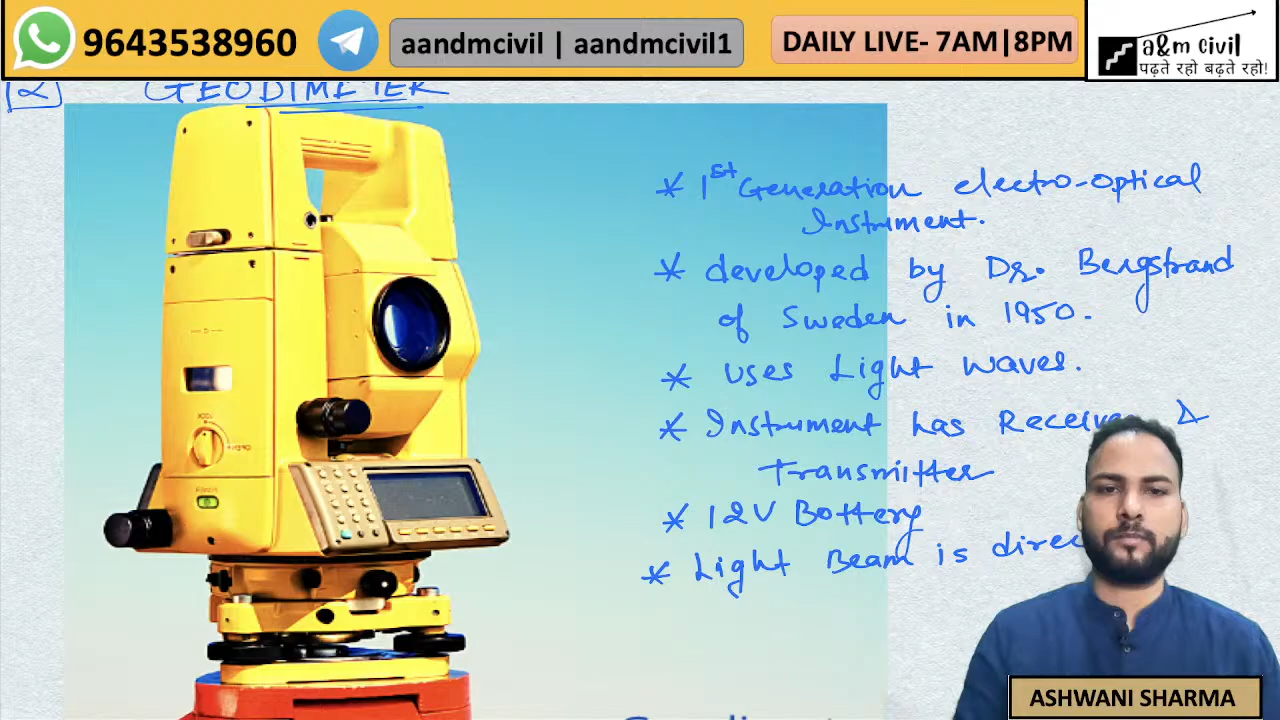 9643538960
aandmcivil | aandmcivil1
DAILY LIVE- 7AM|8PM
a&m civil
पढ़ते रहो बढ़ते रहो!
GEODIMETER
* 1st Generation electro-optical
Instrument.
* developed by Dr. Bergstrand
of Sweden in 1950.
* uses Light waves.
* Instrument has Receiver &
Transmitter
* 12V Battery
* Light Beam is
ASHWANI SHARMA